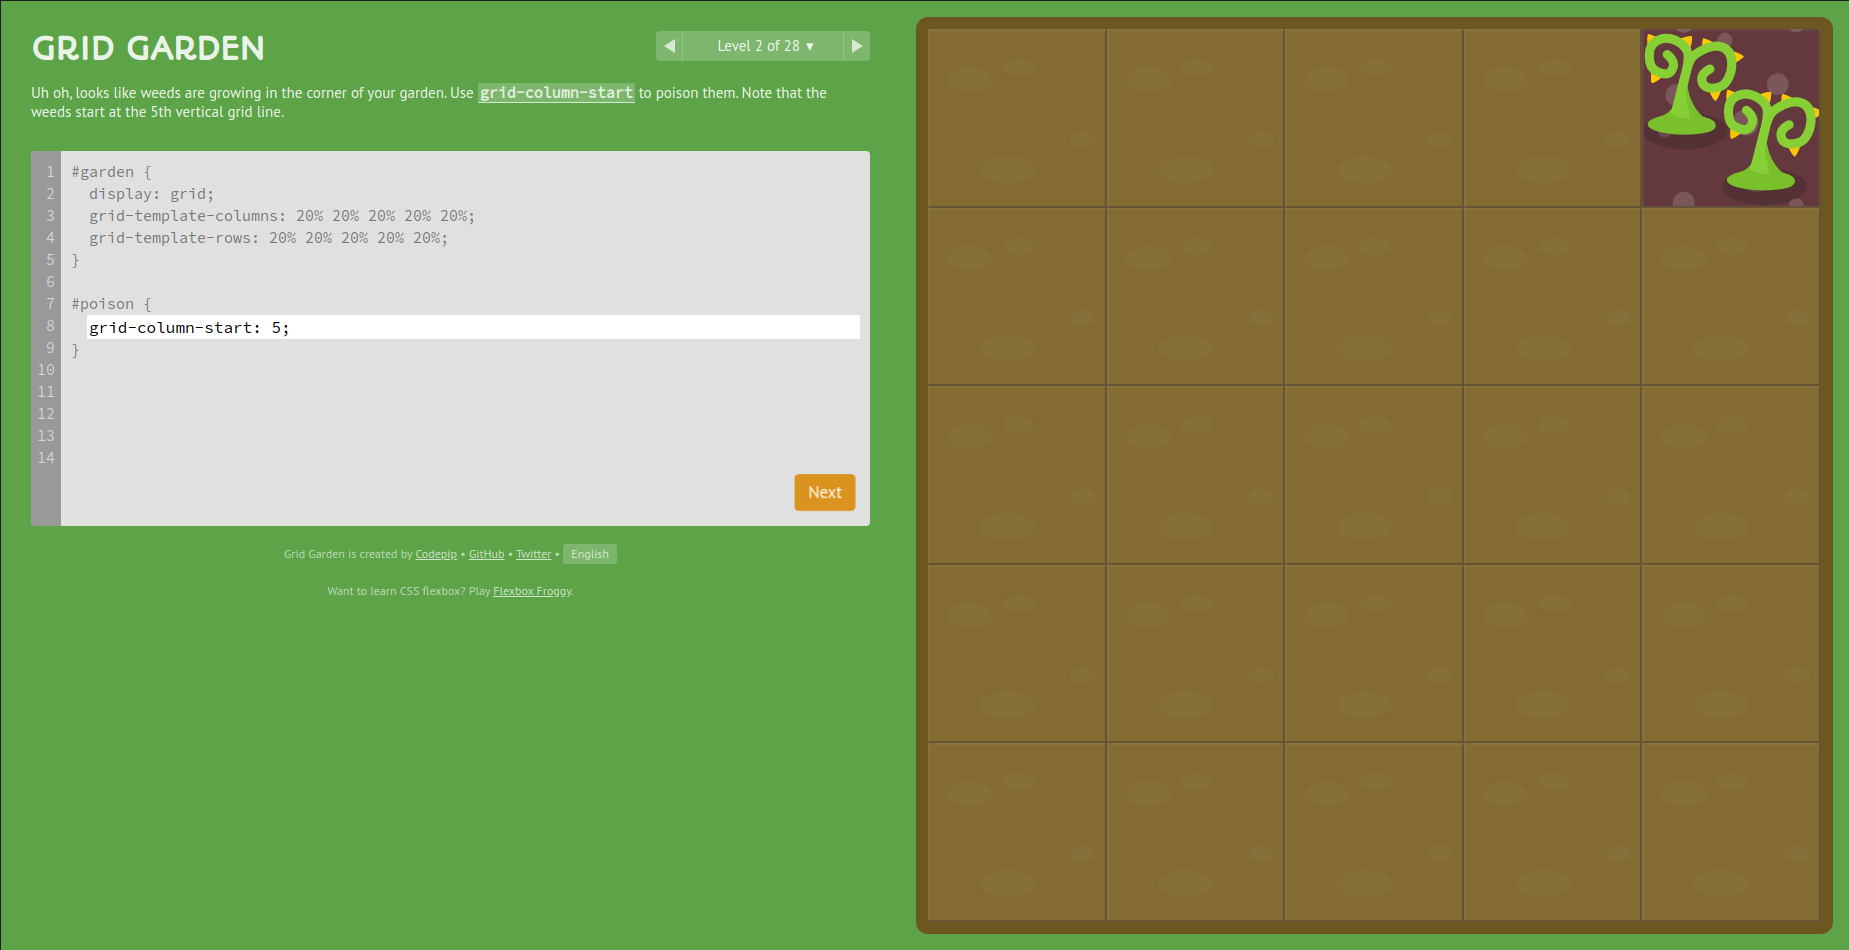 GRID GARDEN
◀ Level 2 of 28 ▼ ▶
Uh oh, looks like weeds are growing in the corner of your garden. Use grid-column-start to poison them. Note that the
weeds start at the 5th vertical grid line.
1 #garden {
2 display: grid;
3 grid-template-columns: 20% 20% 20% 20% 20%;
4 grid-template-rows: 20% 20% 20% 20% 20%;
5 }
6
7 #poison {
8 grid-column-start: 5;
9 }
10
11
12
13
14
Next
Grid Garden is created by Codepip • GitHub • Twitter • English
Want to learn CSS flexbox? Play Flexbox Froggy.